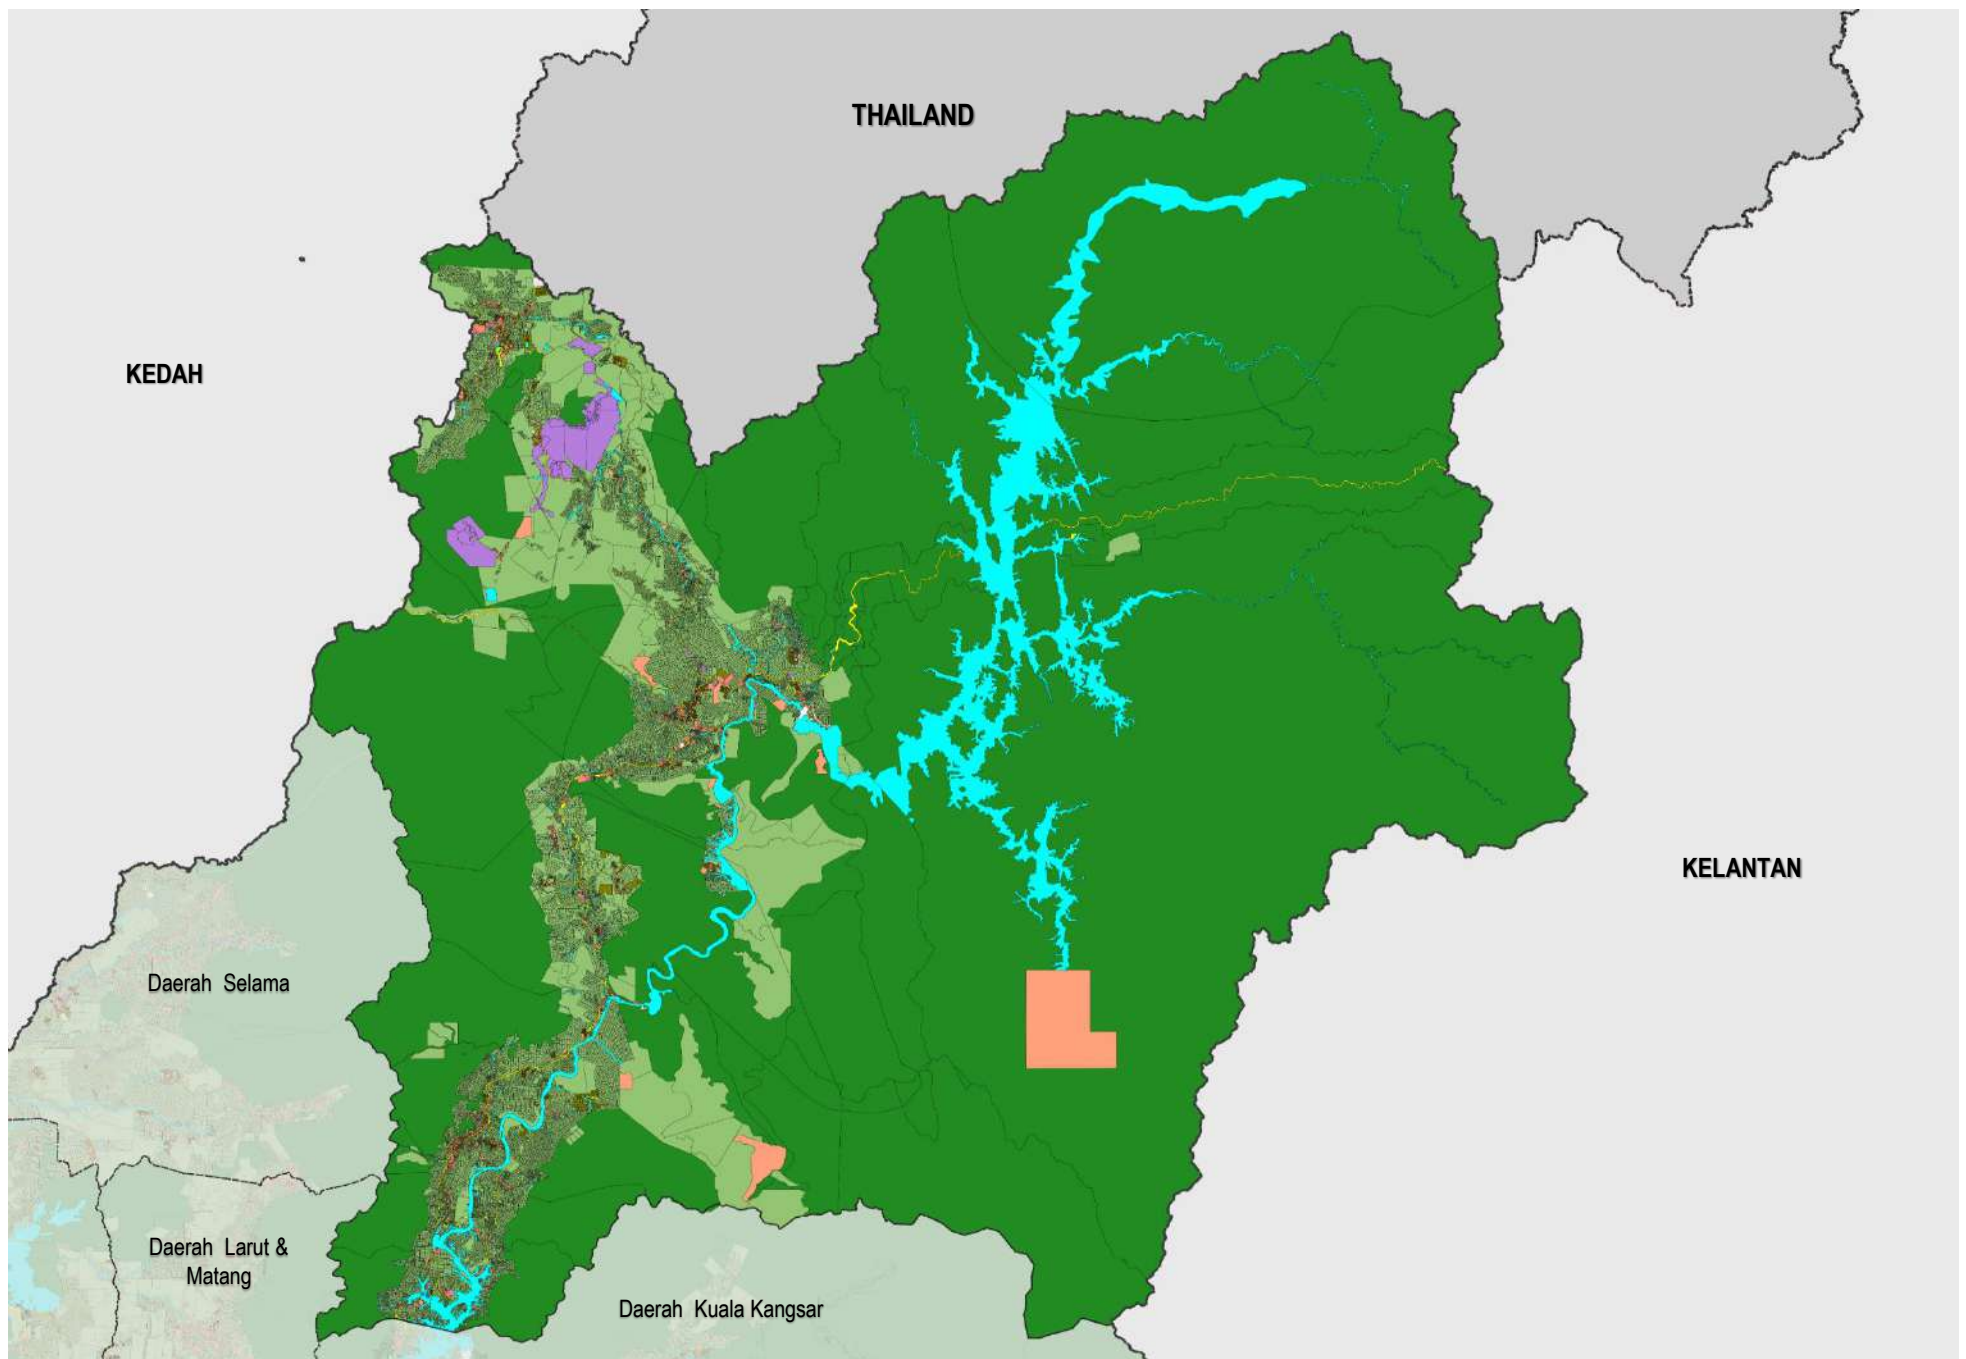 THAILAND
KEDAH
KELANTAN
Daerah Selama
Daerah Larut &
Matang
Daerah Kuala Kangsar